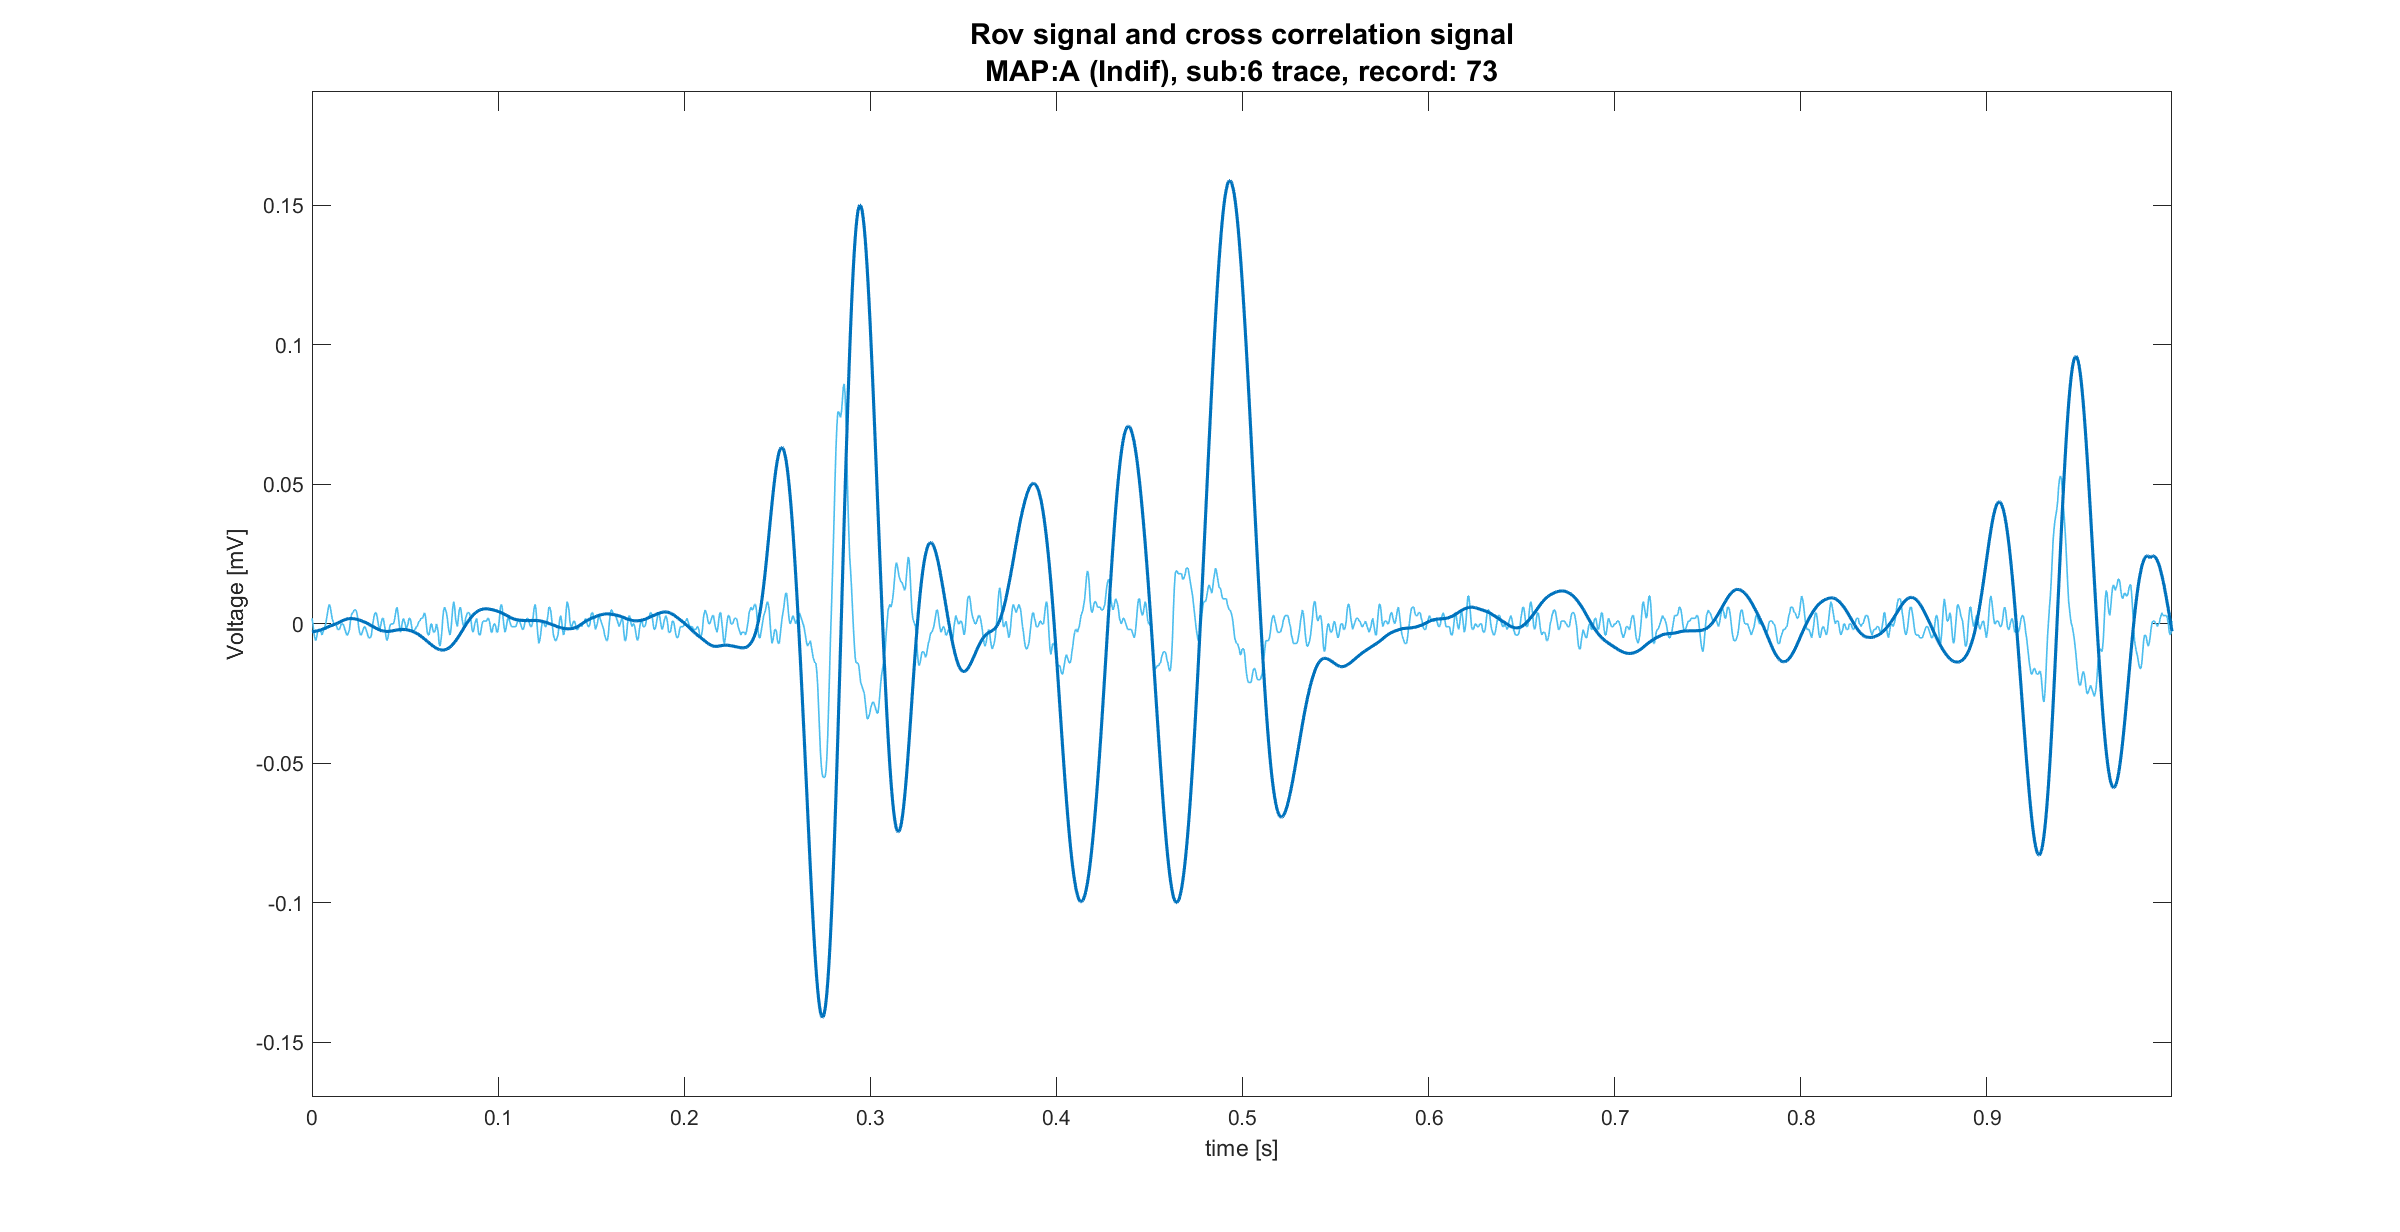 Rov signal and cross correlation signal
MAP:A (Indif), sub:6 trace, record: 73
Voltage [mV]
0.15
0.1
0.05
0
-0.05
-0.1
-0.15
0 0.1 0.2 0.3 0.4 0.5 0.6 0.7 0.8 0.9
time [s]